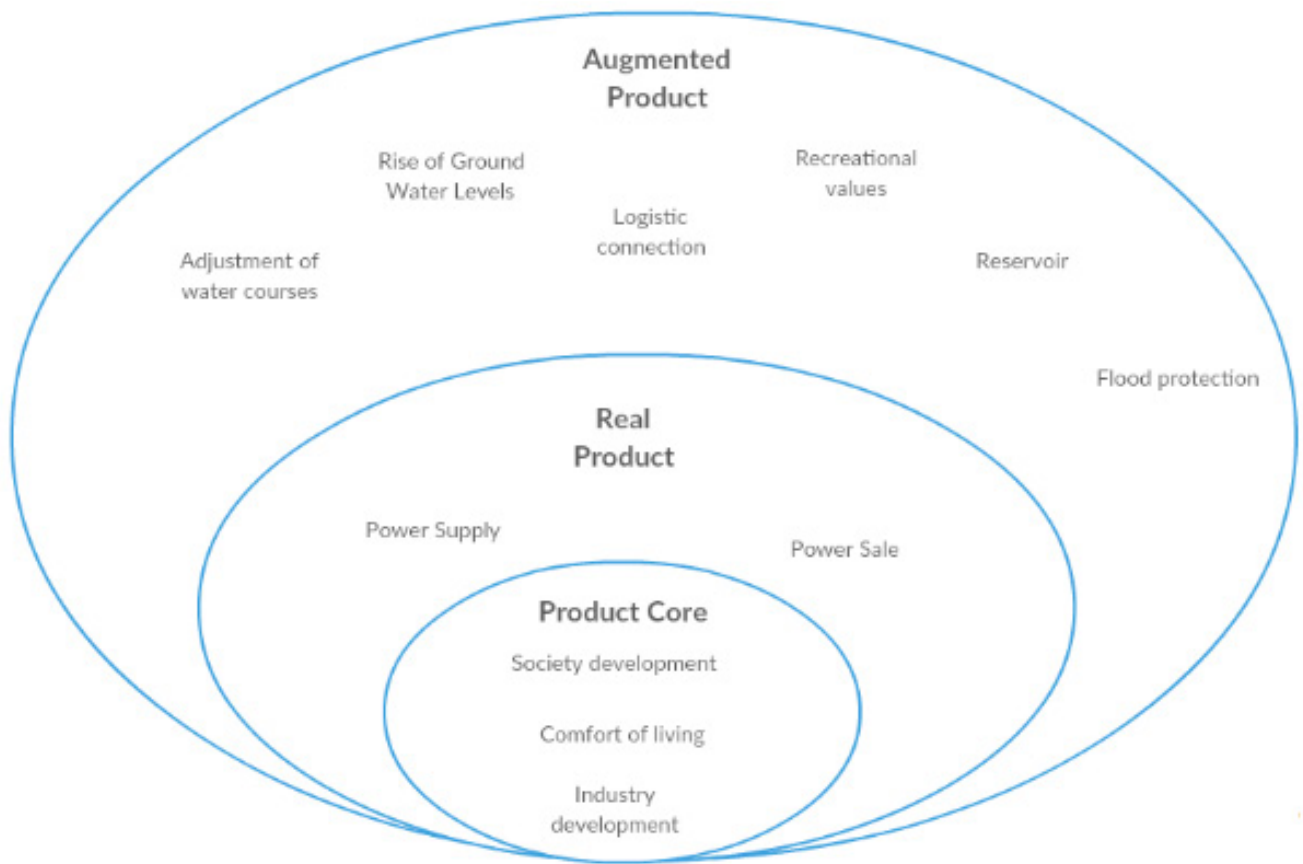 Augmented
Product
Rise of Ground
Water Levels
Recreational
values
Logistic
connection
Adjustment of
water courses
Reservoir
Flood protection
Real
Product
Power Supply
Power Sale
Product Core
Society development
Comfort of living
Industry
development